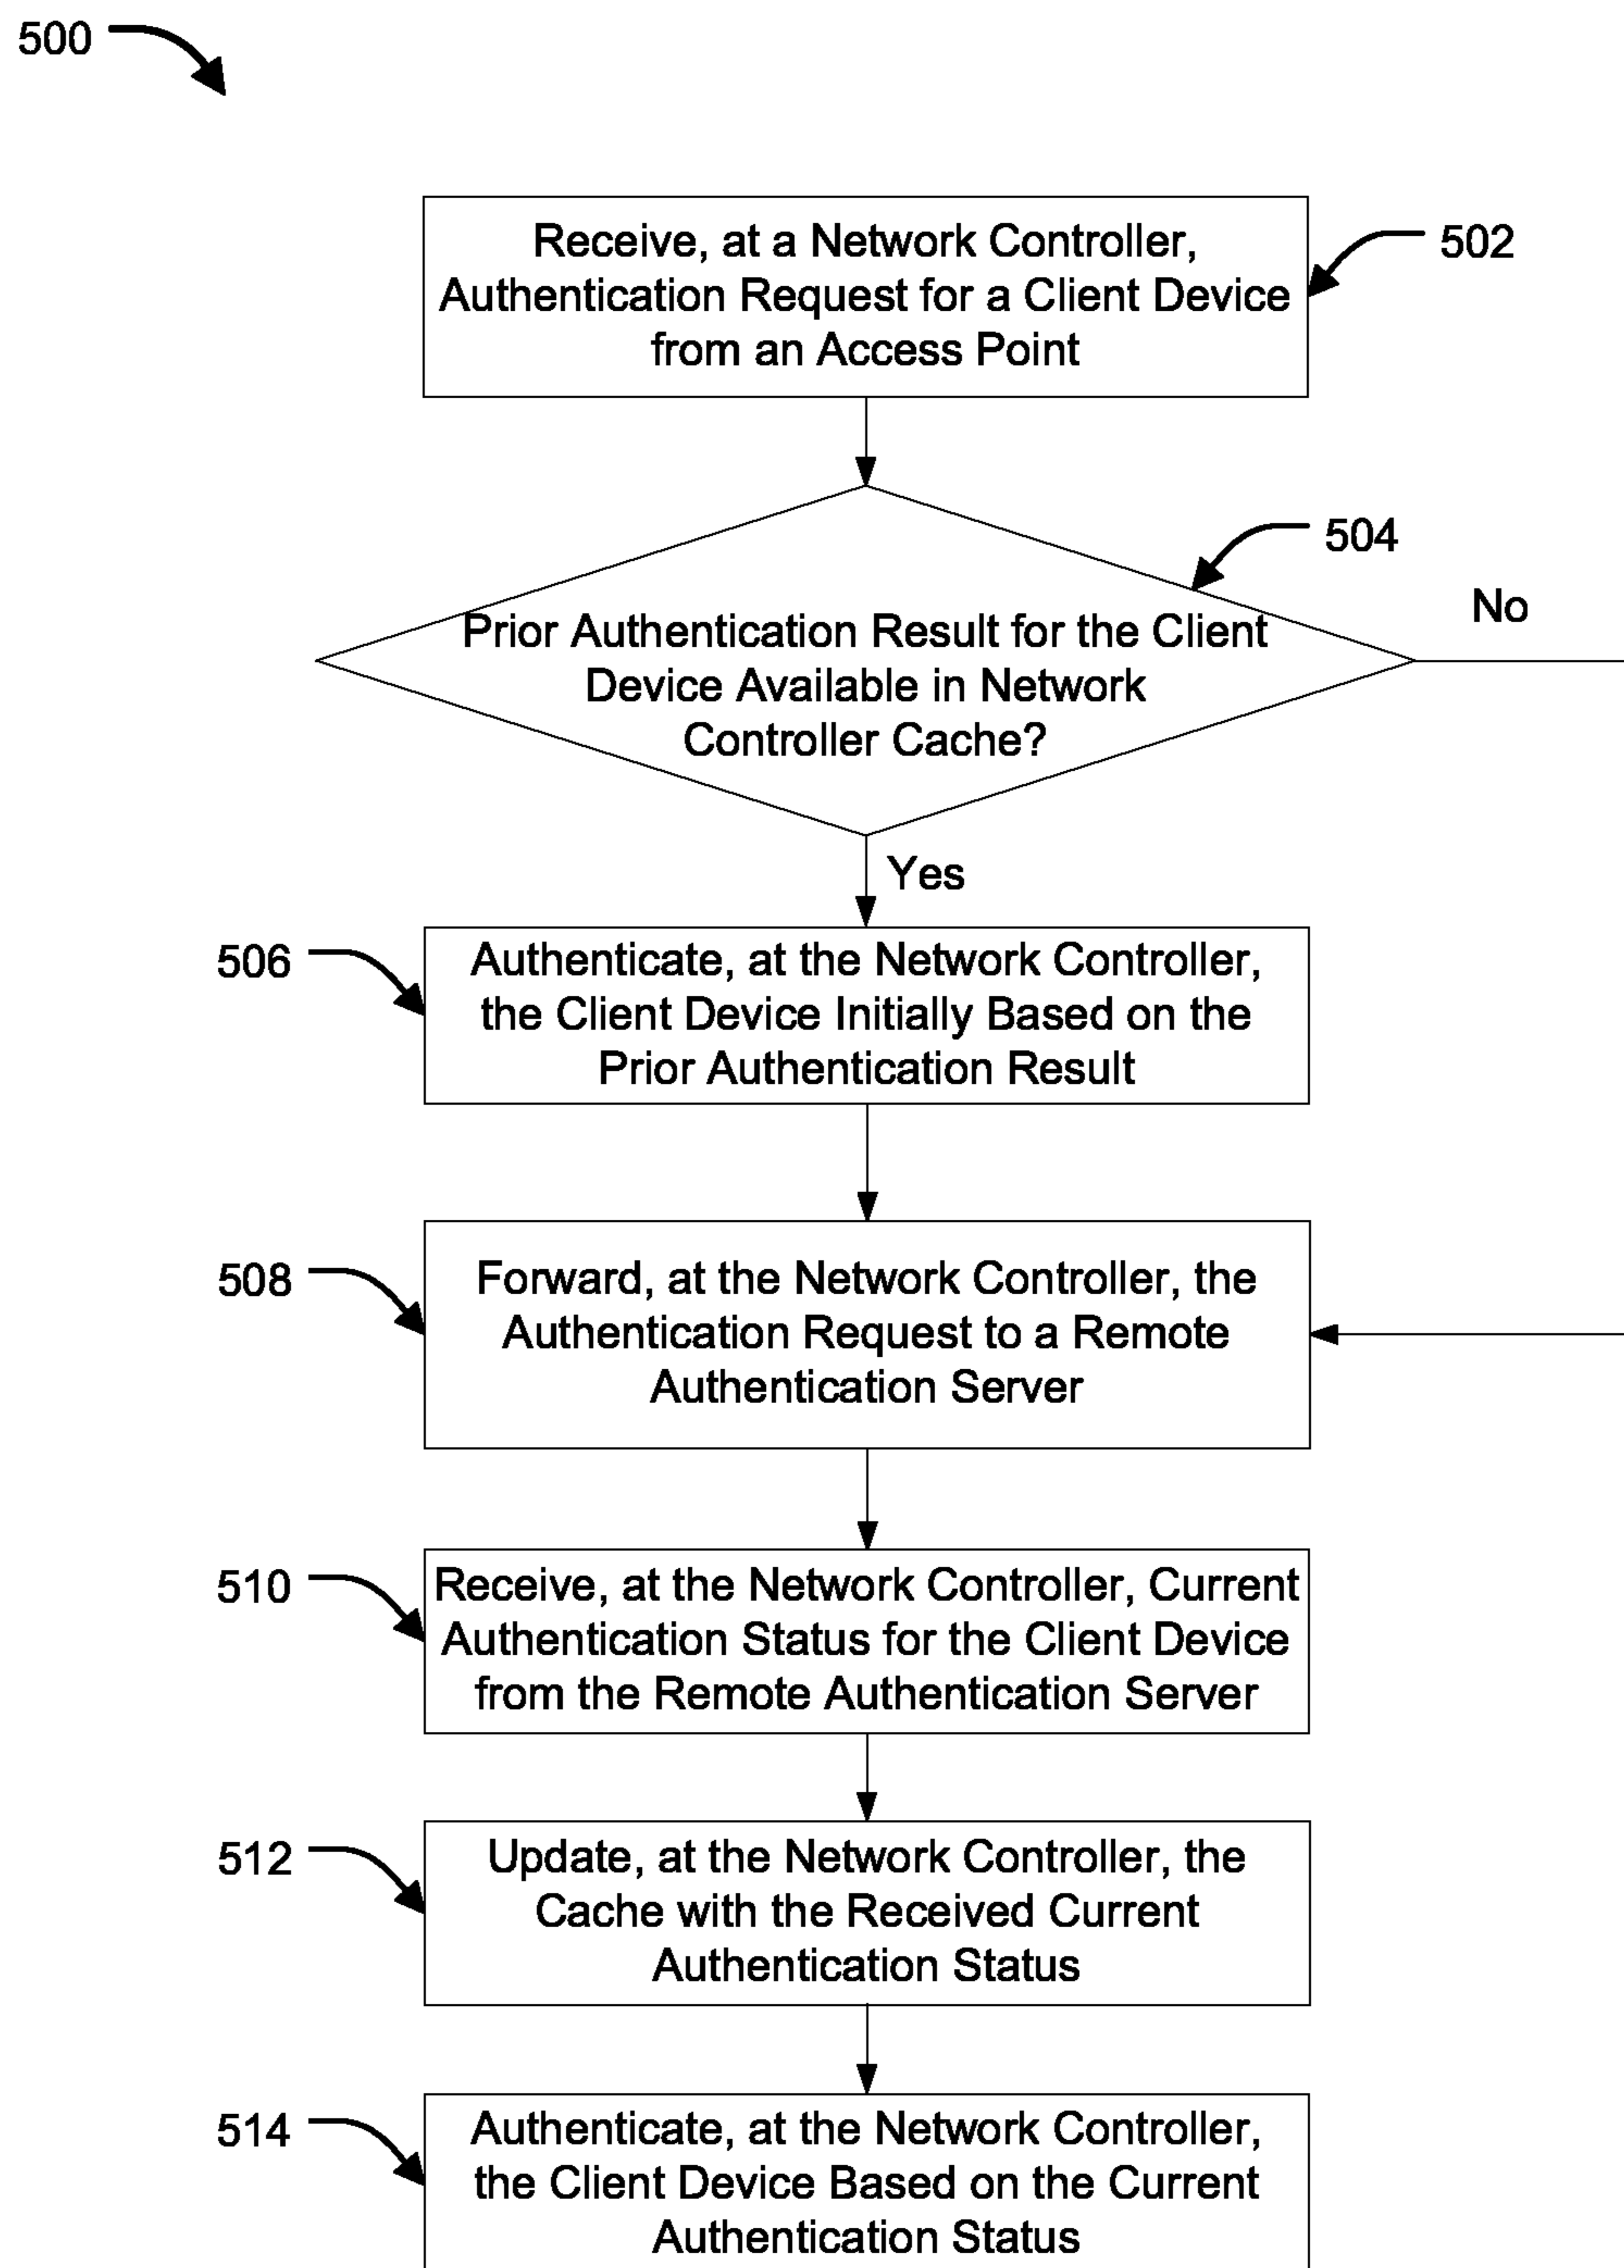 500
Receive, at a Network Controller,
Authentication Request for a Client Device
from an Access Point
502
504
No
Prior Authentication Result for the Client
Device Available in Network
Controller Cache?
Yes
506
Authenticate, at the Network Controller,
the Client Device Initially Based on the
Prior Authentication Result
508
Forward, at the Network Controller, the
Authentication Request to a Remote
Authentication Server
510
Receive, at the Network Controller, Current
Authentication Status for the Client Device
from the Remote Authentication Server
512
Update, at the Network Controller, the
Cache with the Received Current
Authentication Status
514
Authenticate, at the Network Controller,
the Client Device Based on the Current
Authentication Status